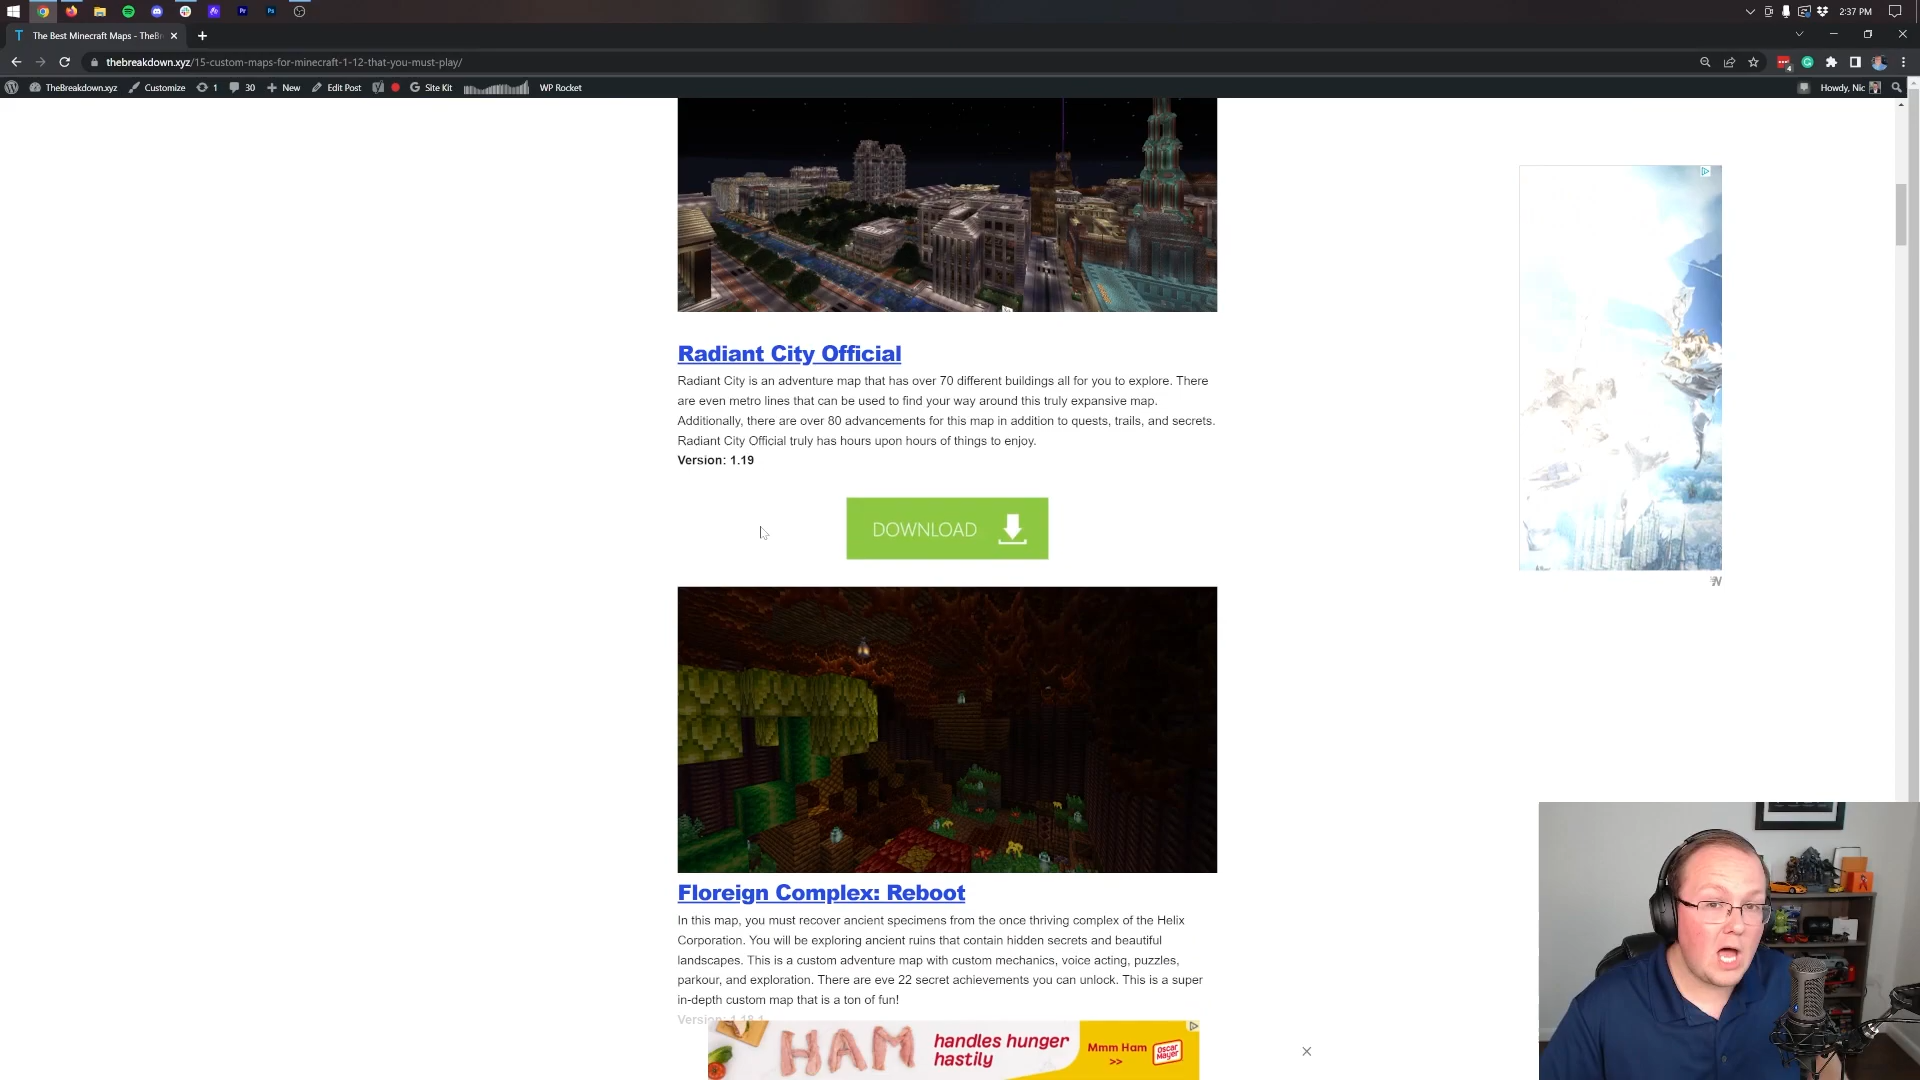 2:37 PM
The Best Minecraft Maps - TheBr
thebreakdown.xyz/15-custom-maps-for-minecraft-1-12-that-you-must-play/
TheBreakdown.xyz Customize 1 30 New Edit Post Site Kit WP Rocket Howdy, Nic
Radiant City Official
Radiant City is an adventure map that has over 70 different buildings all for you to explore. There
are even metro lines that can be used to find your way around this truly expansive map.
Additionally, there are over 80 advancements for this map in addition to quests, trails, and secrets.
Radiant City Official truly has hours upon hours of things to enjoy.
Version: 1.19
DOWNLOAD
Floreign Complex: Reboot
In this map, you must recover ancient specimens from the once thriving complex of the Helix
Corporation. You will be exploring ancient ruins that contain hidden secrets and beautiful
landscapes. This is a custom adventure map with custom mechanics, voice acting, puzzles,
parkour, and exploration. There are eve 22 secret achievements you can unlock. This is a super
in-depth custom map that is a ton of fun!
Version: 1.18.1
HAM
handles hunger
hastily
Mmm Ham
>>
Oscar
Mayer